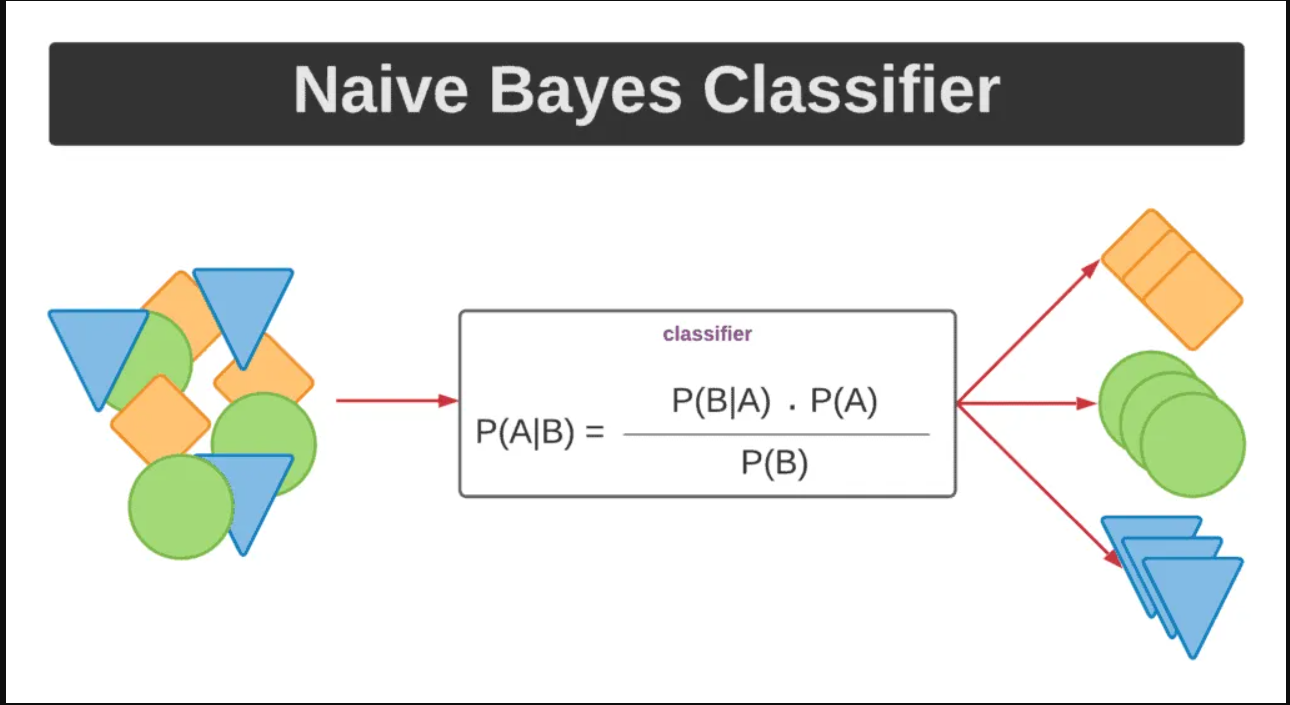 Naive Bayes Classifier
classifier
P(B|A) . P(A)
P(A|B) =
P(B)